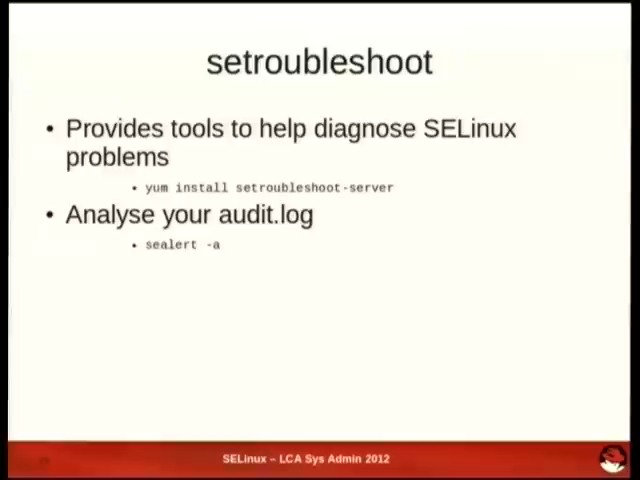 setroubleshoot
• Provides tools to help diagnose SELinux
problems
• yum install setroubleshoot-server
• Analyse your audit.log
• sealert -a
SELinux – LCA Sys Admin 2012